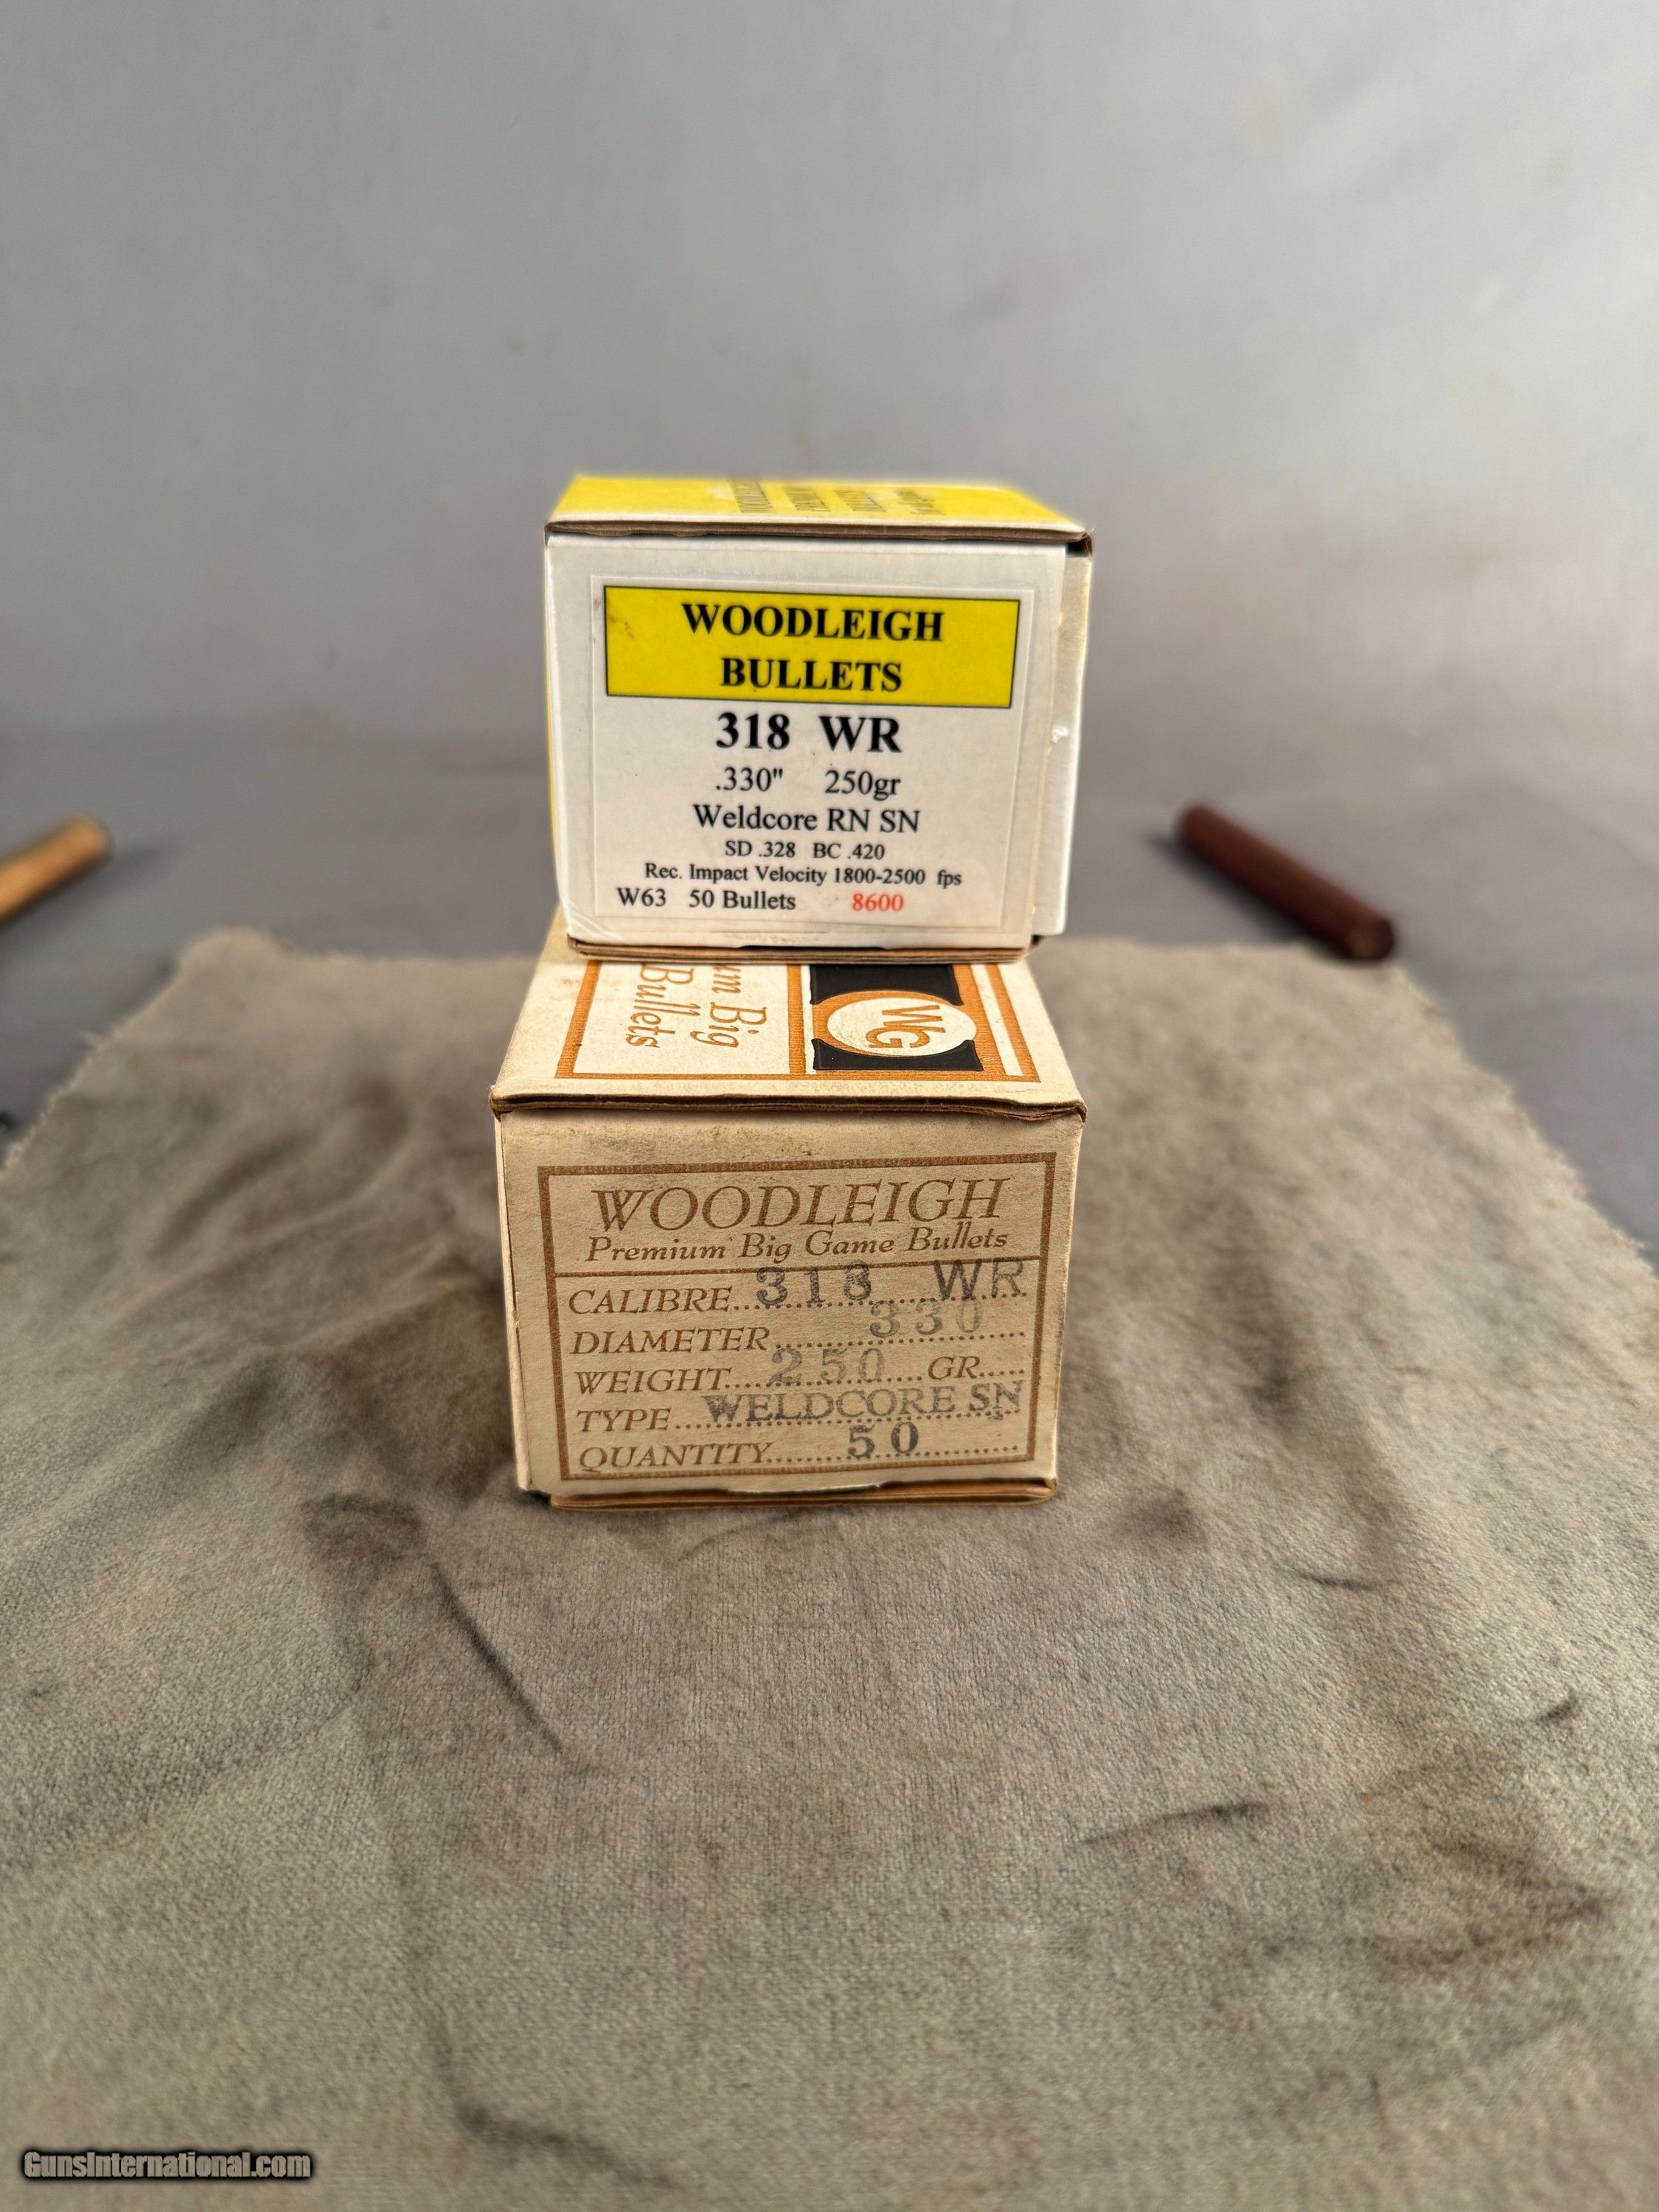 WOODLEIGH
BULLETS
318 WR
.330" 250gr
Weldcore RN SN
SD .328 BC .420
Rec. Impact Velocity 1800-2500 fps
W63 50 Bullets 8600
Big
Bullets
WG
WOODLEIGH
Premium Big Game Bullets
CALIBRE 318 WR
DIAMETER 330
WEIGHT 250 GR
TYPE WELDCORE SN
QUANTITY 50
GunsInternational.com